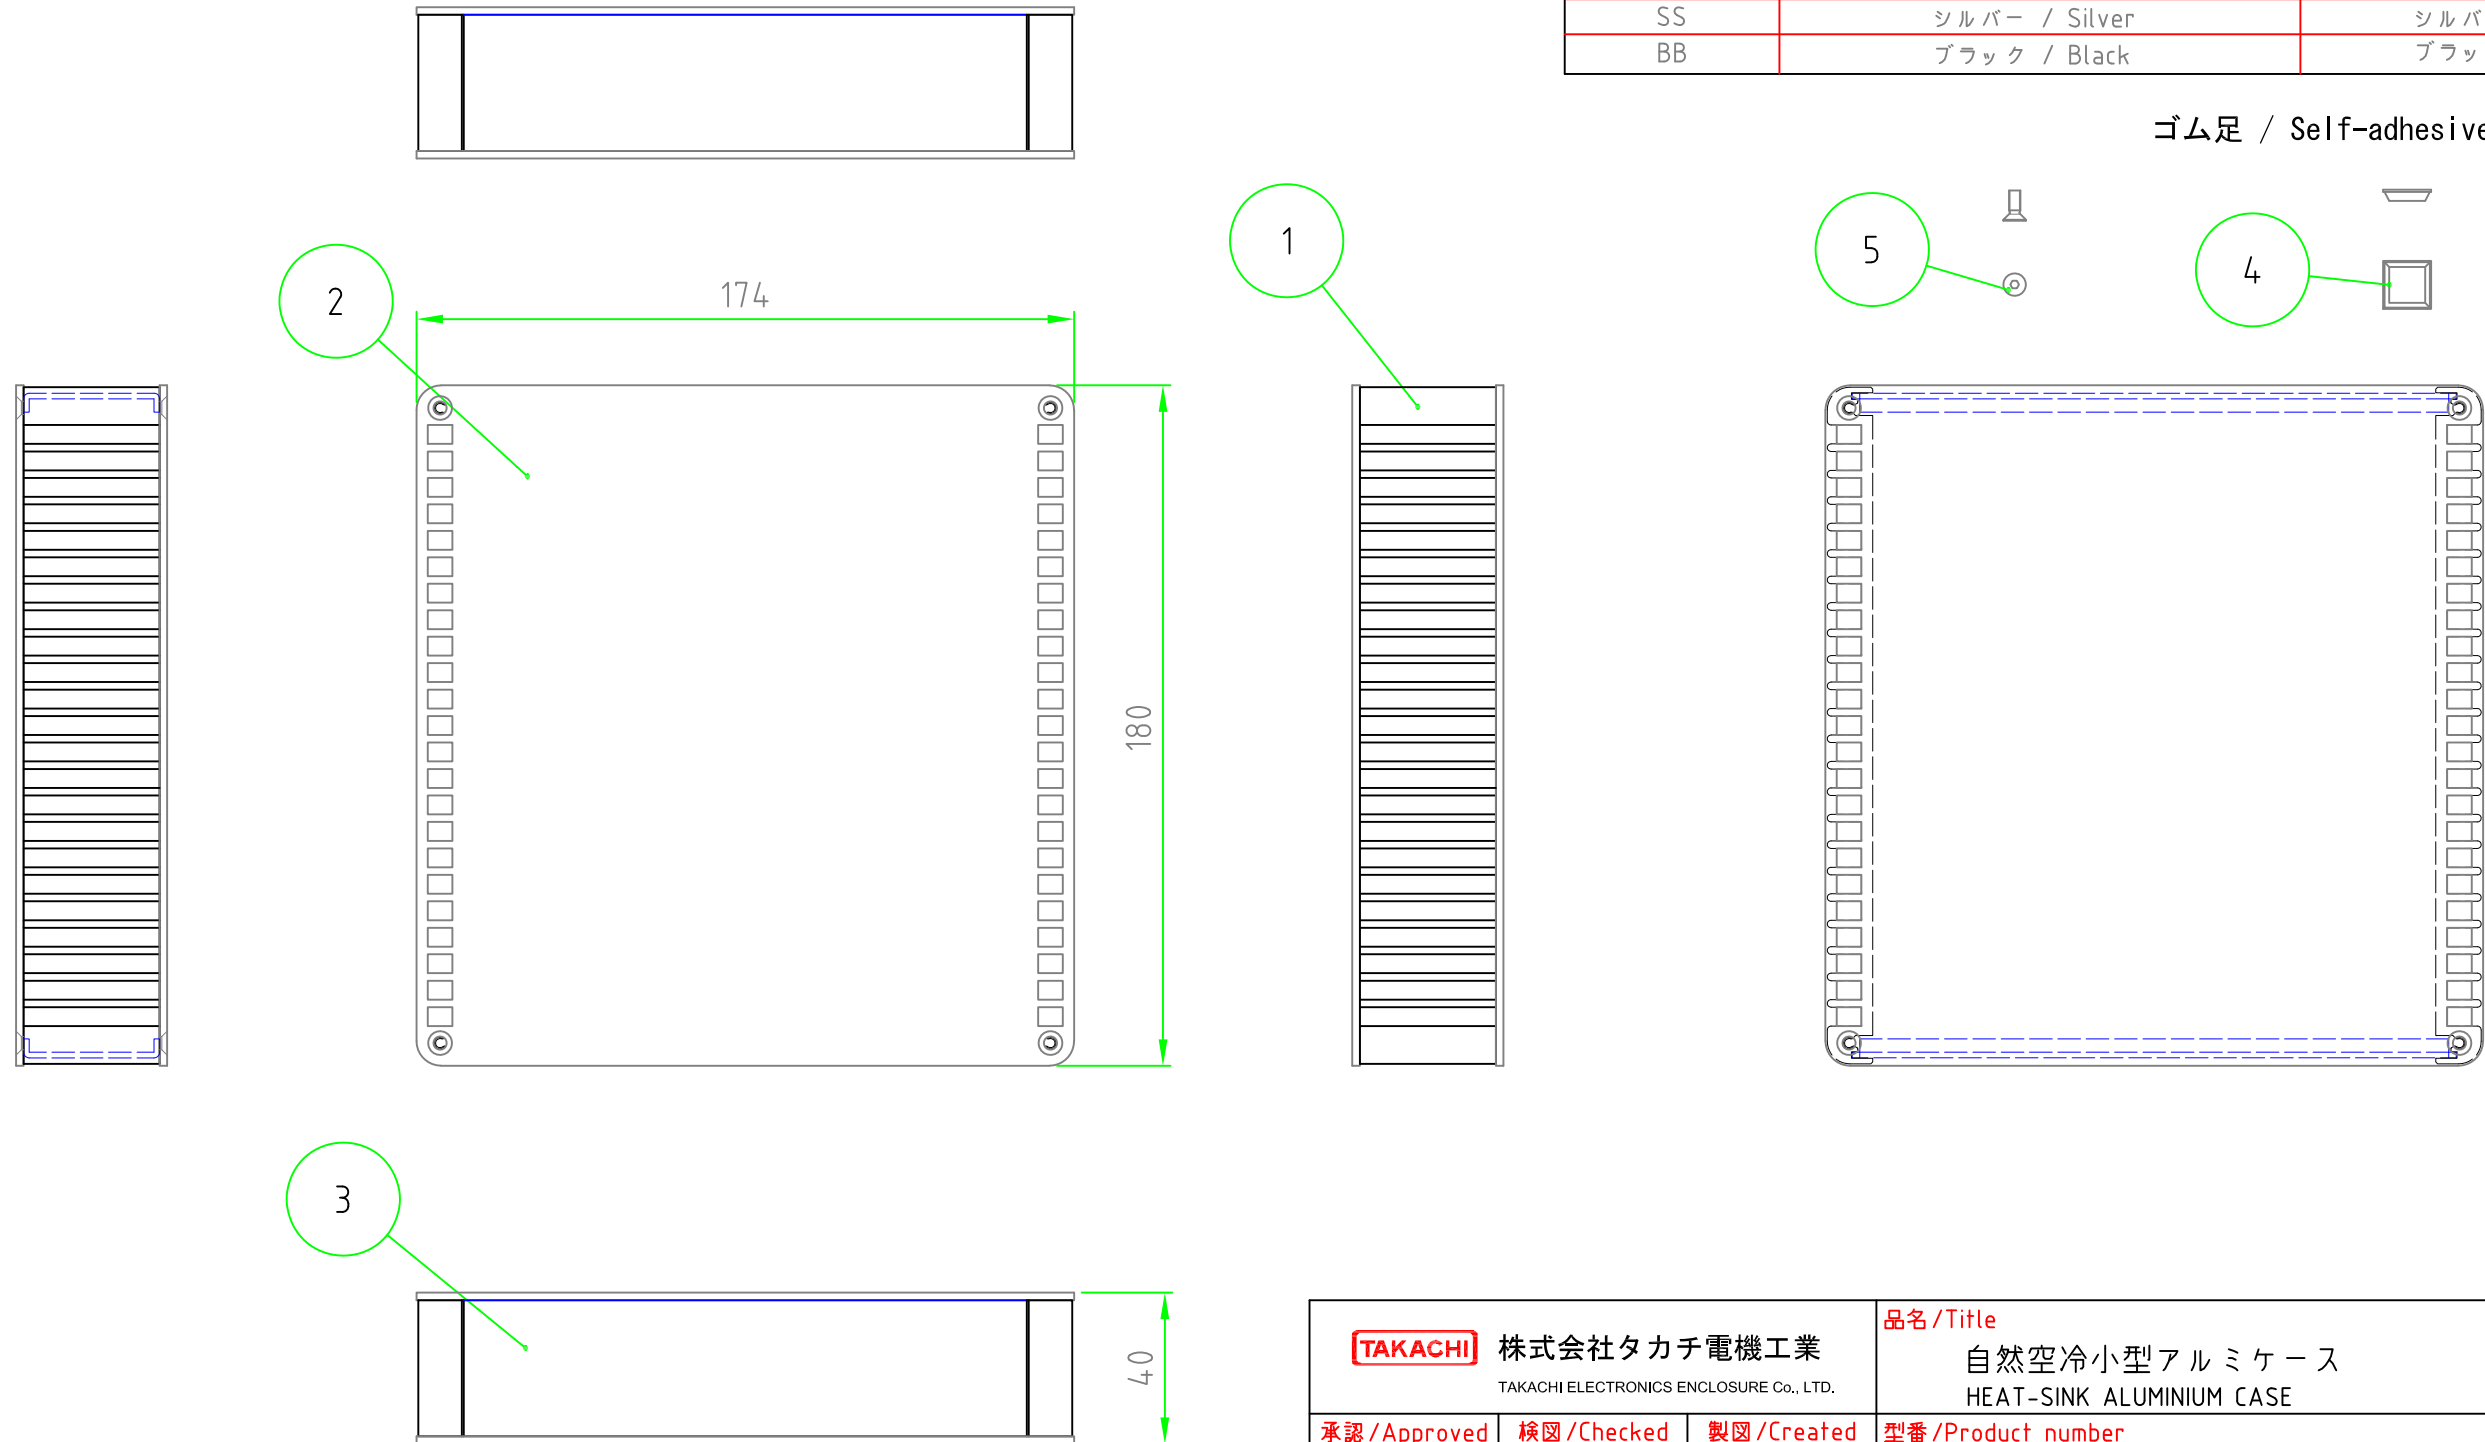 SS シルバー / Silver シルバ
BB ブラック / Black ブラッ
ゴム足 / Self-adhesive
1
5
4
2
174
180
3
40
TAKACHI 株式会社タカチ電機工業
TAKACHI ELECTRONICS ENCLOSURE Co., LTD.
品名/Title
自然空冷小型アルミケース
HEAT-SINK ALUMINIUM CASE
承認/Approved 検図/Checked 製図/Created 型番/Product number